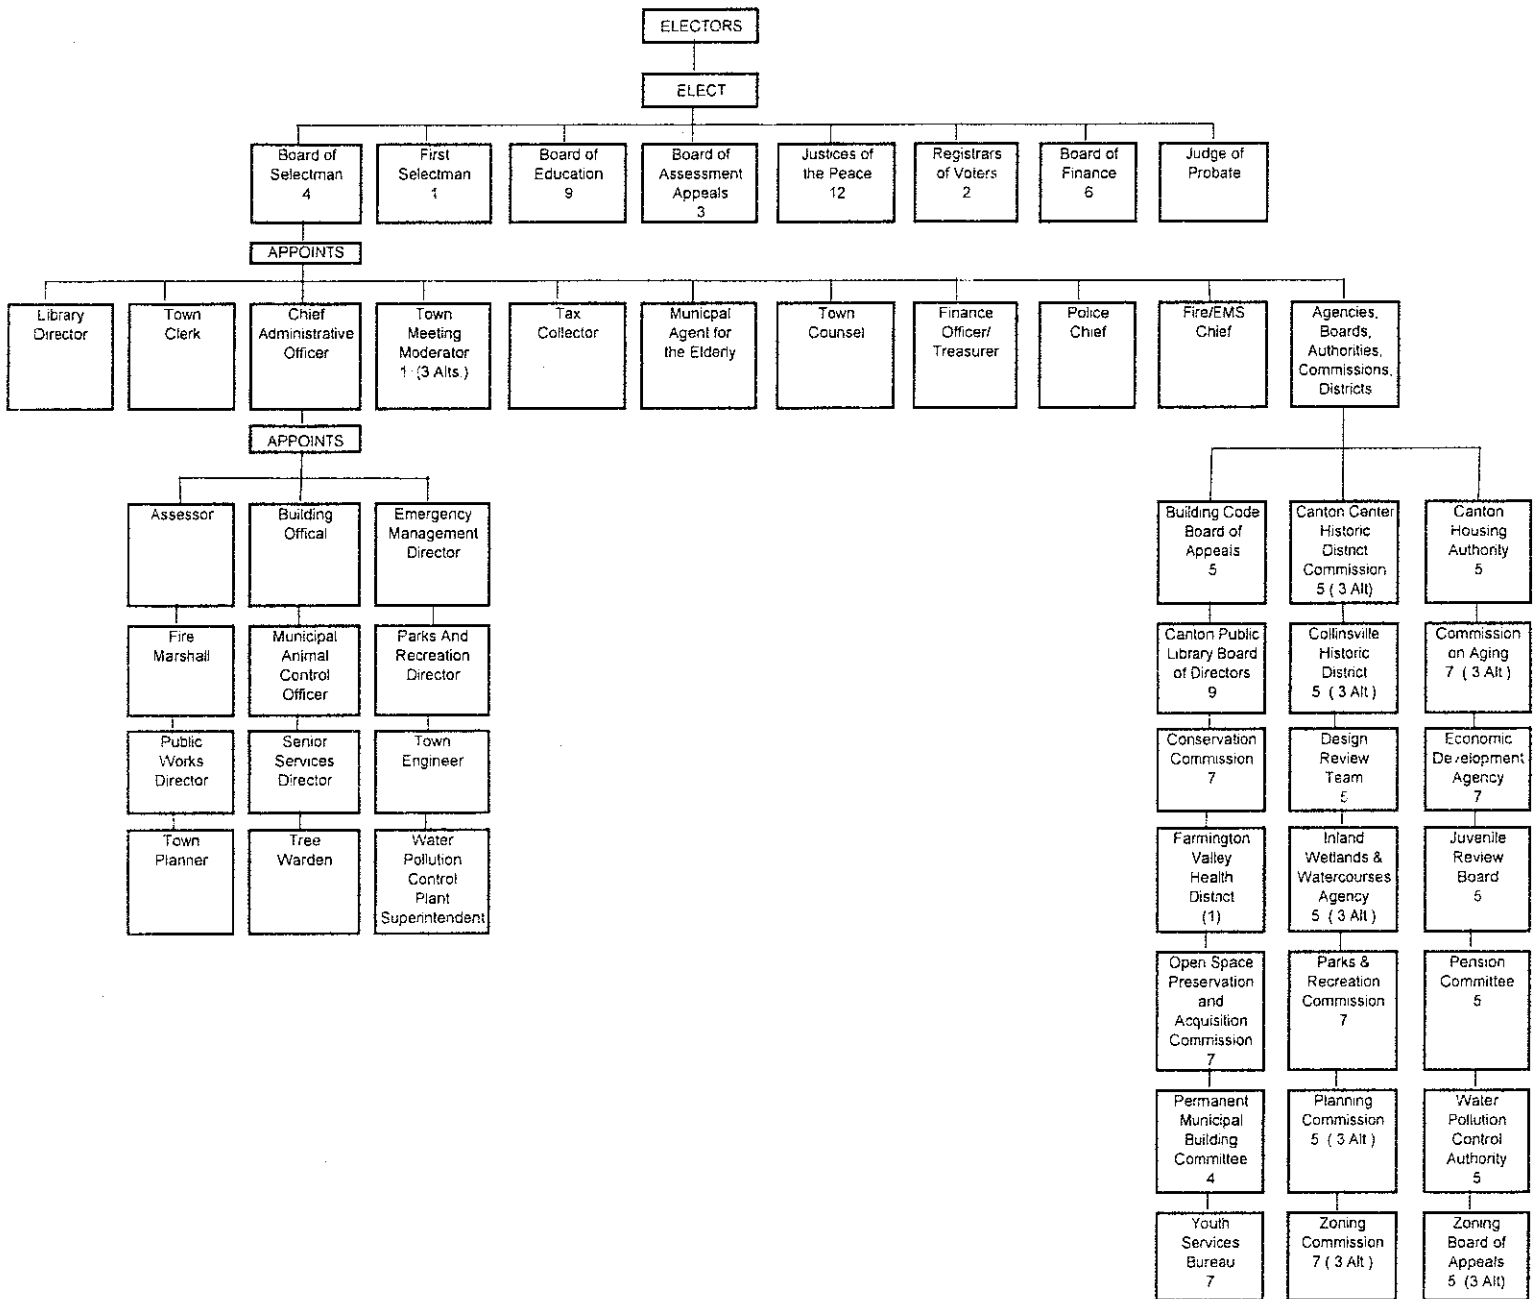 ELECTORS
ELECT
Board of
Selectman
4
First
Selectman
1
Board of
Education
9
Board of
Assessment
Appeals
3
Justices of
the Peace
12
Registrars
of Voters
2
Board of
Finance
6
Judge of
Probate
APPOINTS
Library
Director
Town
Clerk
Chief
Administrative
Officer
Town
Meeting
Moderator
1 (3 Alts.)
Tax
Collector
Municpal
Agent for
the Elderly
Town
Counsel
Finance
Officer/
Treasurer
Police
Chief
Fire/EMS
Chief
Agencies,
Boards,
Authorities,
Commissions,
Districts
APPOINTS
Assessor
Building
Offical
Emergency
Management
Director
Fire
Marshall
Municipal
Animal
Control
Officer
Parks And
Recreation
Director
Public
Works
Director
Senior
Services
Director
Town
Engineer
Town
Planner
Tree
Warden
Water
Pollution
Control
Plant
Superintendent
Building Code
Board of
Appeals
5
Canton Center
Historic
District
Commission
5 ( 3 Alt)
Canton
Housing
Authority
5
Canton Public
Library Board
of Directors
9
Collinsville
Historic
District
5 ( 3 Alt )
Commission
on Aging
7 ( 3 Alt )
Conservation
Commission
7
Design
Review
Team
5
Economic
Development
Agency
7
Farmington
Valley
Health
District
(1)
Inland
Wetlands &
Watercourses
Agency
5 ( 3 Alt )
Juvenile
Review
Board
5
Open Space
Preservation
and
Acquisition
Commission
7
Parks &
Recreation
Commission
7
Pension
Committee
5
Permanent
Municipal
Building
Committee
4
Planning
Commission
5 ( 3 Alt )
Water
Pollution
Control
Authority
5
Youth
Services
Bureau
7
Zoning
Commission
7 ( 3 Alt )
Zoning
Board of
Appeals
5 (3 Alt)